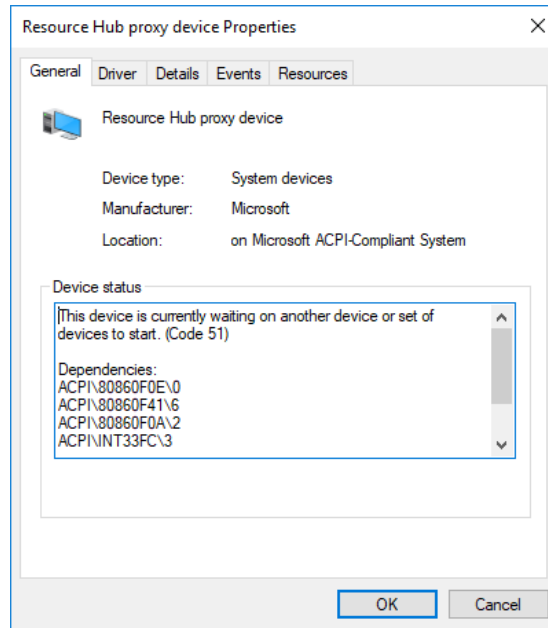 Resource Hub proxy device Properties
General Driver Details Events Resources
Resource Hub proxy device
Device type: System devices
Manufacturer: Microsoft
Location: on Microsoft ACPI-Compliant System
Device status
This device is currently waiting on another device or set of
devices to start. (Code 51)
Dependencies:
ACPI\80860F0E\0
ACPI\80860F41\6
ACPI\80860F0A\2
ACPI\INT33FC\3
OK Cancel